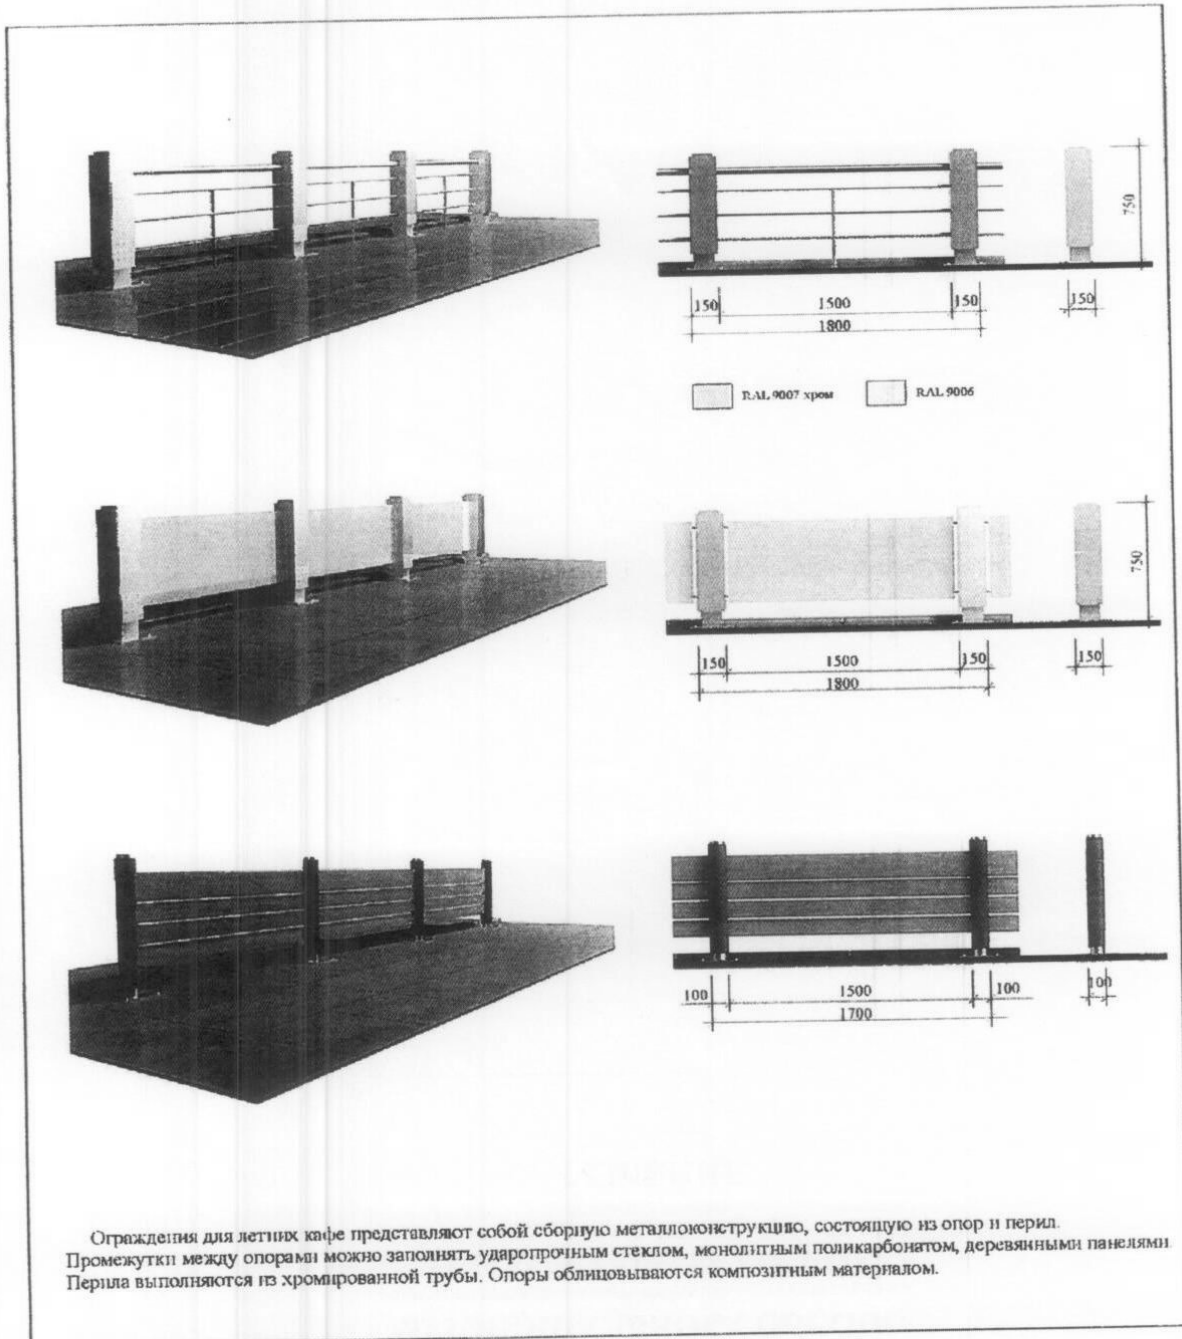 750
150 1500 150 150
1800
RAL 9007 хром RAL 9006
750
150 1500 150 150
1800
100 1500 100 100
1700
Ограждения для летних кафе представляют собой сборную металлоконструкцию, состоящую из опор и перил.
Промежутки между опорами можно заполнять ударопрочным стеклом, монолитным поликарбонатом, деревянными панелями.
Перила выполняются из хромированной трубы. Опоры облицовываются композитным материалом.